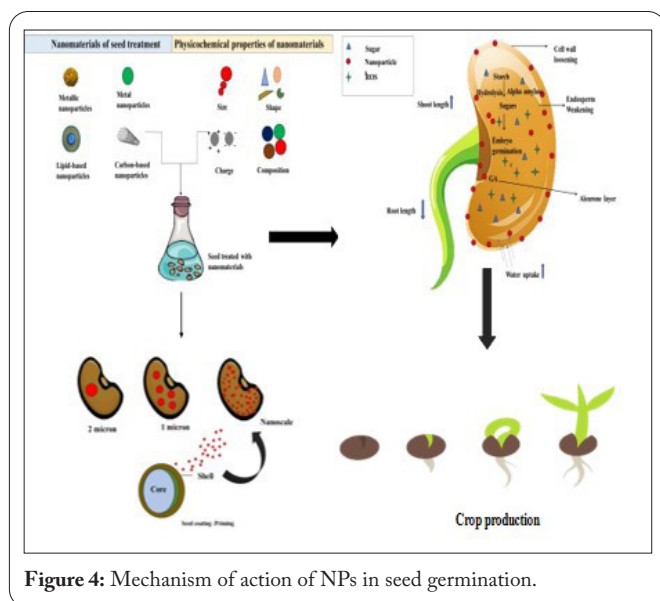 Nanomaterials of seed treatment
Physicochemical properties of nanomaterials
Metallic
nanoparticles
Metal
nanoparticles
Size
Shape
Lipid-based
nanoparticles
Carbon-based
nanoparticles
Charge
Composition
Seed treated with
nanomaterials
2 micron
1 micron
Nanoscale
Shell
Core
Seed coating /Priming
Sugar
Nanoparticle
ROS
Cell wall
loosening
Starch
Hydrolysis
Alpha amylase
Sugars
Endosperm
Weakening
Shoot length
Embryo
germination
GA
Aleurone layer
Root length
Water uptake
Crop production
Figure 4: Mechanism of action of NPs in seed germination.